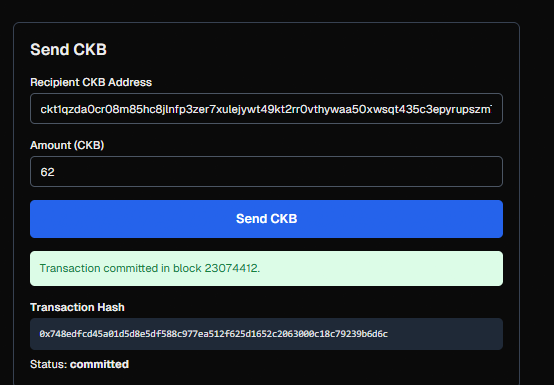 Send CKB
Recipient CKB Address
ckt1qzda0cr08m85hc8jlnfp3zer7xulejywt49kt2rr0vthywaa50xwsqt435c3epyrupszm
Amount (CKB)
62
Send CKB
Transaction committed in block 23074412.
Transaction Hash
0x748edfcd45a01d5d8e5df588c977ea512f625d1652c2063000c18c79239b6d6c
Status: committed